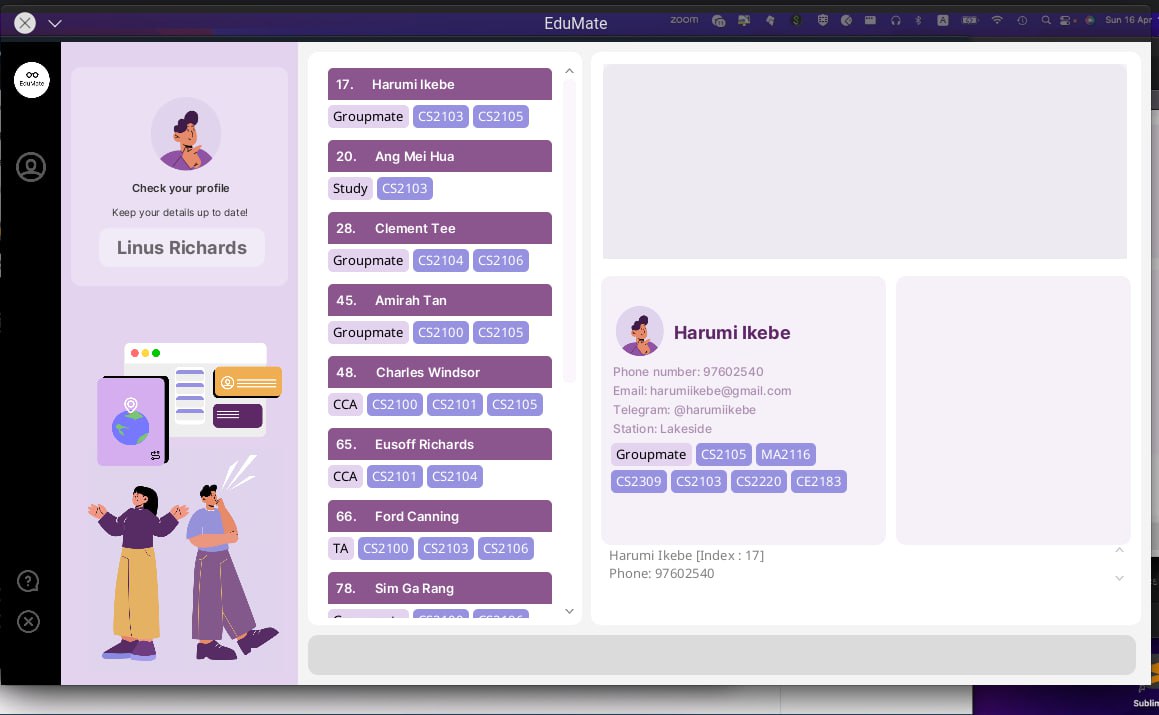 EduMate
zoom
Sun 16 Apr
EduMate
Check your profile
Keep your details up to date!
Linus Richards
17. Harumi Ikebe
Groupmate CS2103 CS2105
20. Ang Mei Hua
Study CS2103
28. Clement Tee
Groupmate CS2104 CS2106
45. Amirah Tan
Groupmate CS2100 CS2105
48. Charles Windsor
CCA CS2100 CS2101 CS2105
65. Eusoff Richards
CCA CS2101 CS2104
66. Ford Canning
TA CS2100 CS2103 CS2106
78. Sim Ga Rang
Harumi Ikebe
Phone number: 97602540
Email: harumiikebe@gmail.com
Telegram: @harumiikebe
Station: Lakeside
Groupmate CS2105 MA2116
CS2309 CS2103 CS2220 CE2183
Harumi Ikebe [Index : 17]
Phone: 97602540
Sublin